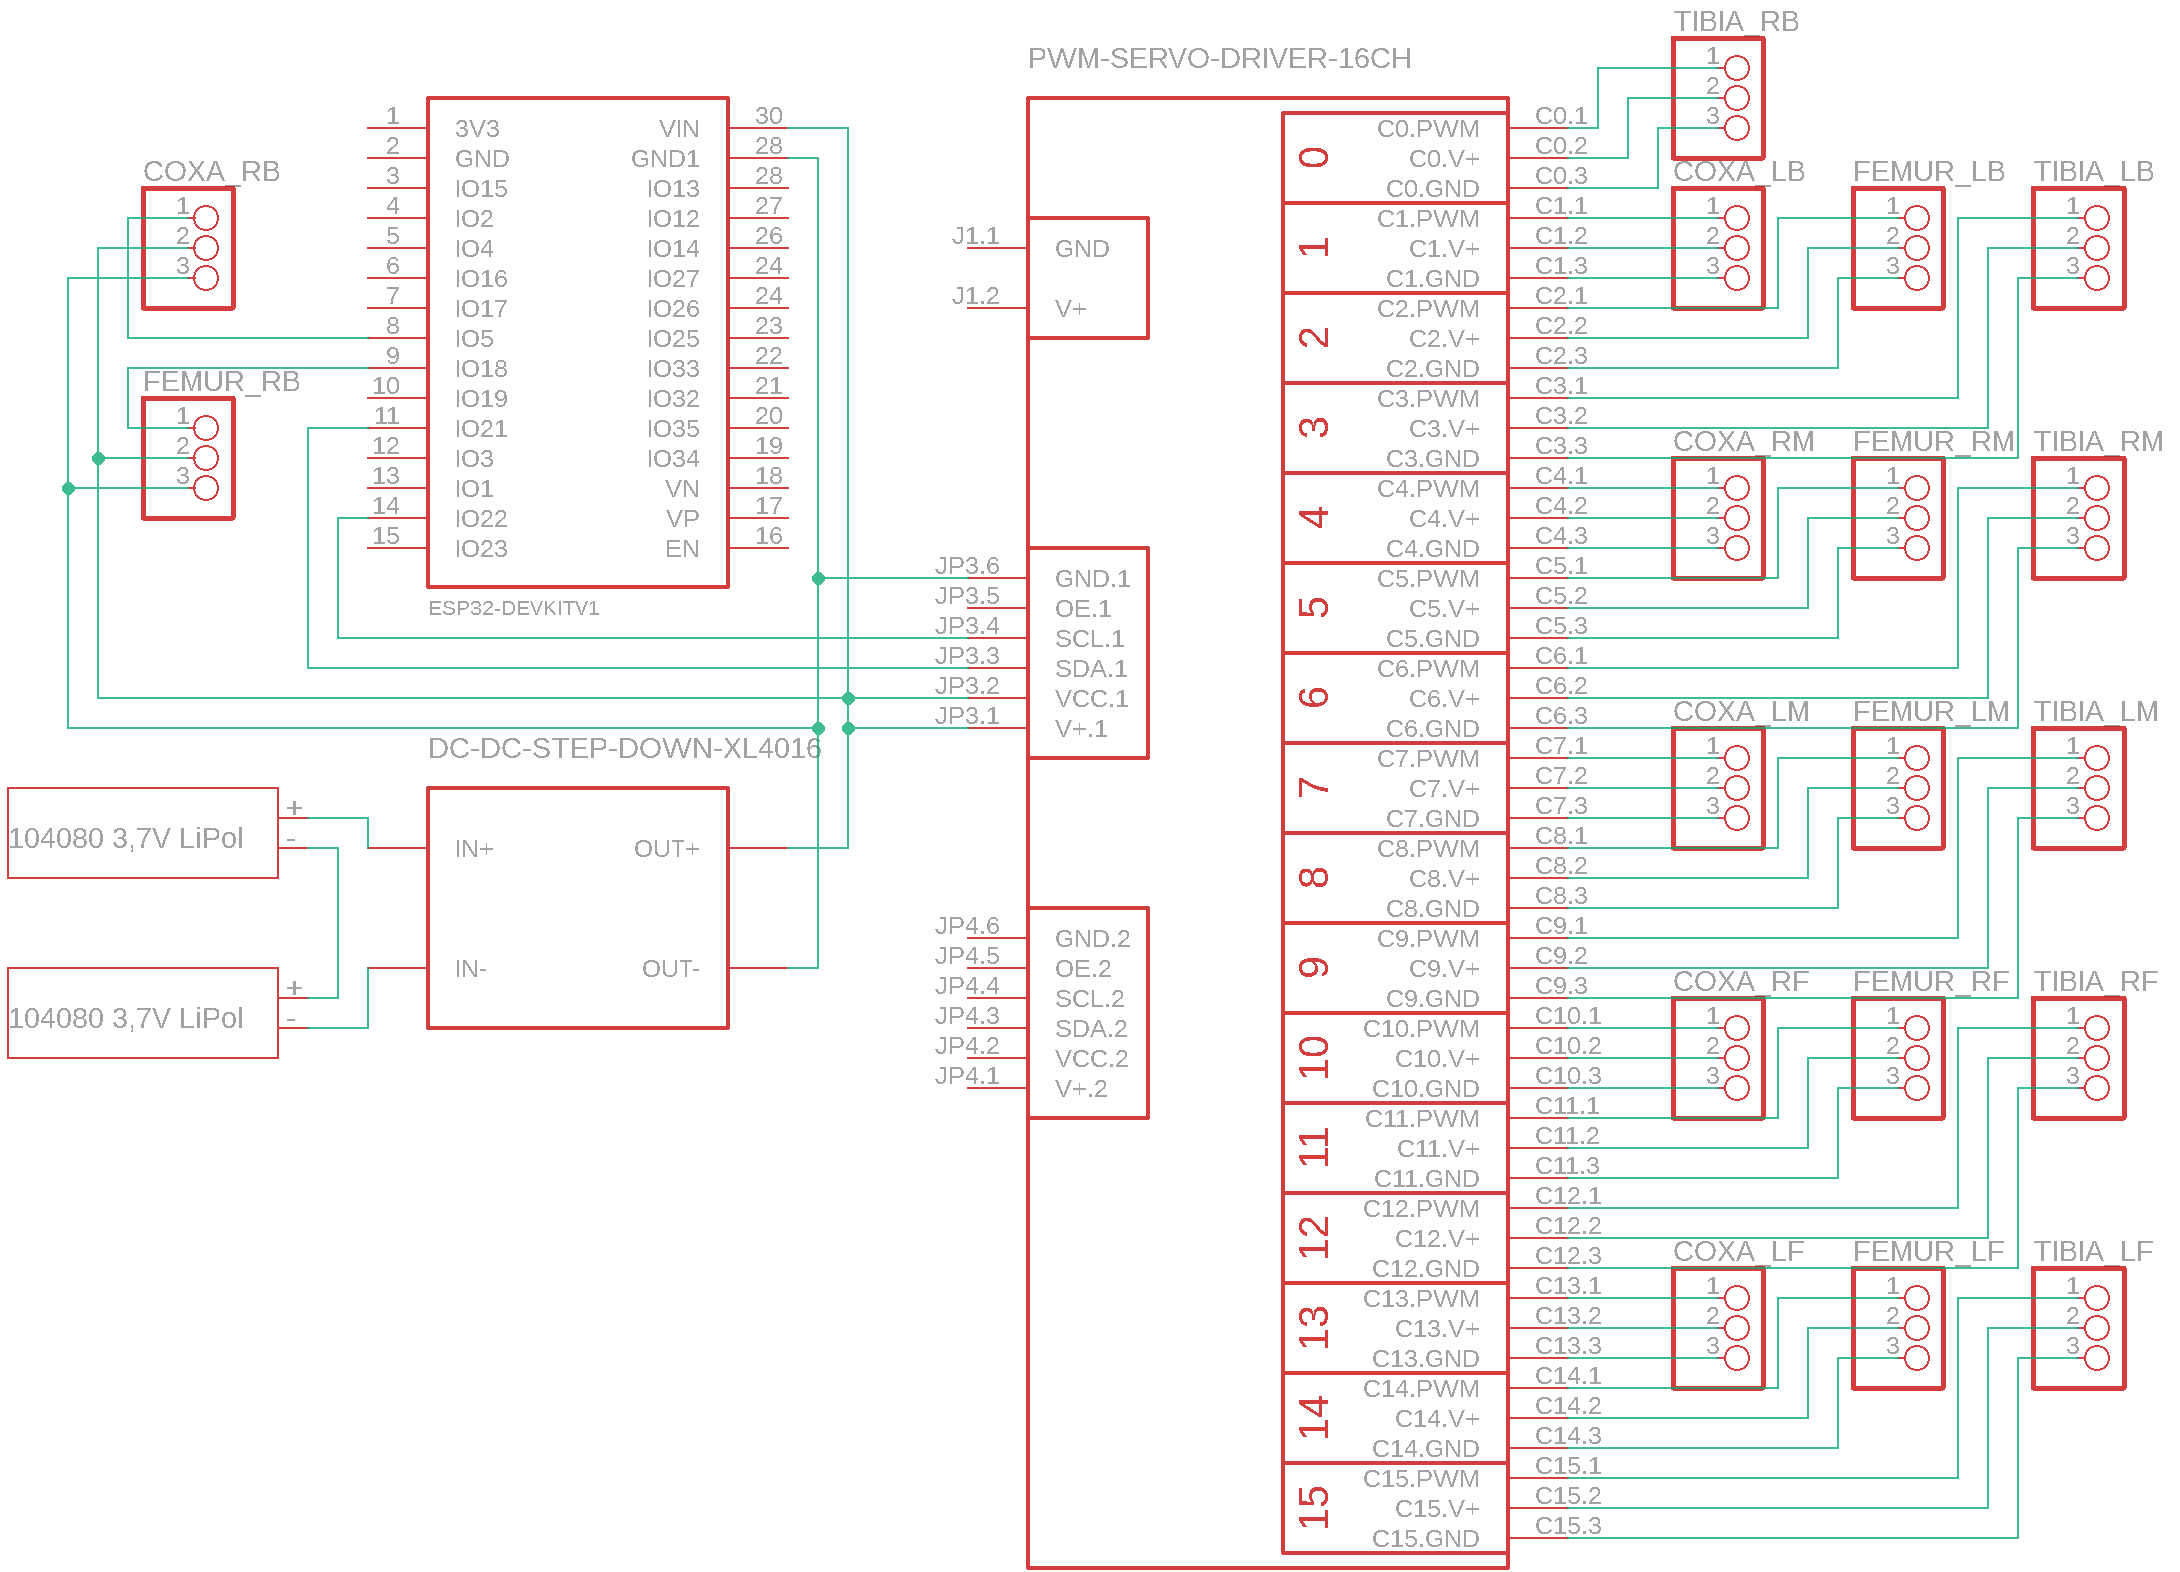 TIBIA_RB
1
2
3
PWM-SERVO-DRIVER-16CH
COXA_RB
1
2
3
FEMUR_RB
1
2
3
1 3V3 VIN 30
2 GND GND1 28
3 IO15 IO13 28
4 IO2 IO12 27
5 IO4 IO14 26
6 IO16 IO27 24
7 IO17 IO26 24
8 IO5 IO25 23
9 IO18 IO33 22
10 IO19 IO32 21
11 IO21 IO35 20
12 IO3 IO34 19
13 IO1 VN 18
14 IO22 VP 17
15 IO23 EN 16
ESP32-DEVKITV1
DC-DC-STEP-DOWN-XL4016
IN+ OUT+
IN- OUT-
104080 3,7V LiPol + -
104080 3,7V LiPol + -
J1.1 GND
J1.2 V+
JP3.6 GND.1
JP3.5 OE.1
JP3.4 SCL.1
JP3.3 SDA.1
JP3.2 VCC.1
JP3.1 V+.1
JP4.6 GND.2
JP4.5 OE.2
JP4.4 SCL.2
JP4.3 SDA.2
JP4.2 VCC.2
JP4.1 V+.2
0
C0.PWM C0.1
C0.V+ C0.2
C0.GND C0.3
1
C1.PWM C1.1
C1.V+ C1.2
C1.GND C1.3
2
C2.PWM C2.1
C2.V+ C2.2
C2.GND C2.3
3
C3.PWM C3.1
C3.V+ C3.2
C3.GND C3.3
4
C4.PWM C4.1
C4.V+ C4.2
C4.GND C4.3
5
C5.PWM C5.1
C5.V+ C5.2
C5.GND C5.3
6
C6.PWM C6.1
C6.V+ C6.2
C6.GND C6.3
7
C7.PWM C7.1
C7.V+ C7.2
C7.GND C7.3
8
C8.PWM C8.1
C8.V+ C8.2
C8.GND C8.3
9
C9.PWM C9.1
C9.V+ C9.2
C9.GND C9.3
10
C10.PWM C10.1
C10.V+ C10.2
C10.GND C10.3
11
C11.PWM C11.1
C11.V+ C11.2
C11.GND C11.3
12
C12.PWM C12.1
C12.V+ C12.2
C12.GND C12.3
13
C13.PWM C13.1
C13.V+ C13.2
C13.GND C13.3
14
C14.PWM C14.1
C14.V+ C14.2
C14.GND C14.3
15
C15.PWM C15.1
C15.V+ C15.2
C15.GND C15.3
COXA_LB FEMUR_LB TIBIA_LB
1 1 1
2 2 2
3 3 3
COXA_RM FEMUR_RM TIBIA_RM
1 1 1
2 2 2
3 3 3
COXA_LM FEMUR_LM TIBIA_LM
1 1 1
2 2 2
3 3 3
COXA_RF FEMUR_RF TIBIA_RF
1 1 1
2 2 2
3 3 3
COXA_LF FEMUR_LF TIBIA_LF
1 1 1
2 2 2
3 3 3